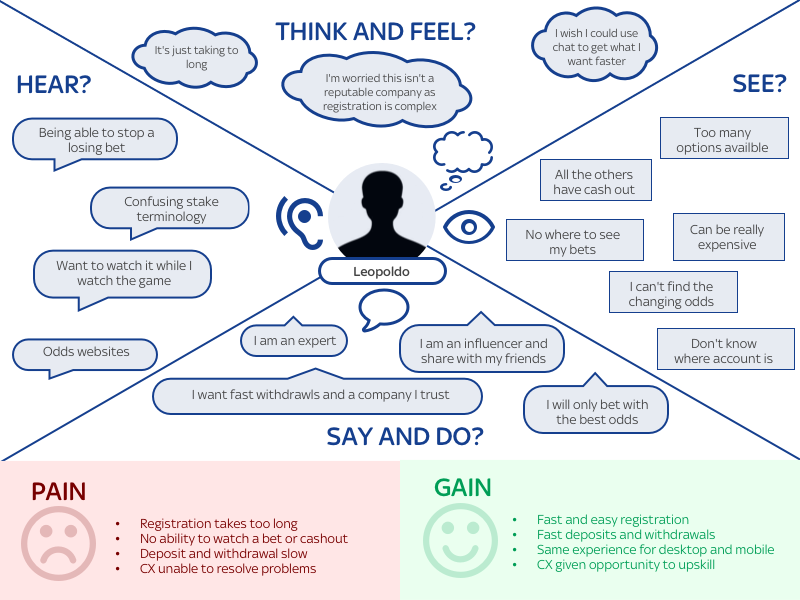 THINK AND FEEL?
It's just taking to
long
I'm worried this isn't a
reputable company as
registration is complex
I wish I could use
chat to get what I
want faster
HEAR?
Being able to stop a
losing bet
Confusing stake
terminology
Want to watch it while I
watch the game
Odds websites
SEE?
Too many
options availble
All the others
have cash out
No where to see
my bets
Can be really
expensive
I can't find the
changing odds
Don't know
where account is
Leopoldo
I am an expert
I am an influencer and
share with my friends
I want fast withdrawls and a company I trust
I will only bet with
the best odds
SAY AND DO?
PAIN
• Registration takes too long
• No ability to watch a bet or cashout
• Deposit and withdrawal slow
• CX unable to resolve problems
GAIN
• Fast and easy registration
• Fast deposits and withdrawals
• Same experience for desktop and mobile
• CX given opportunity to upskill